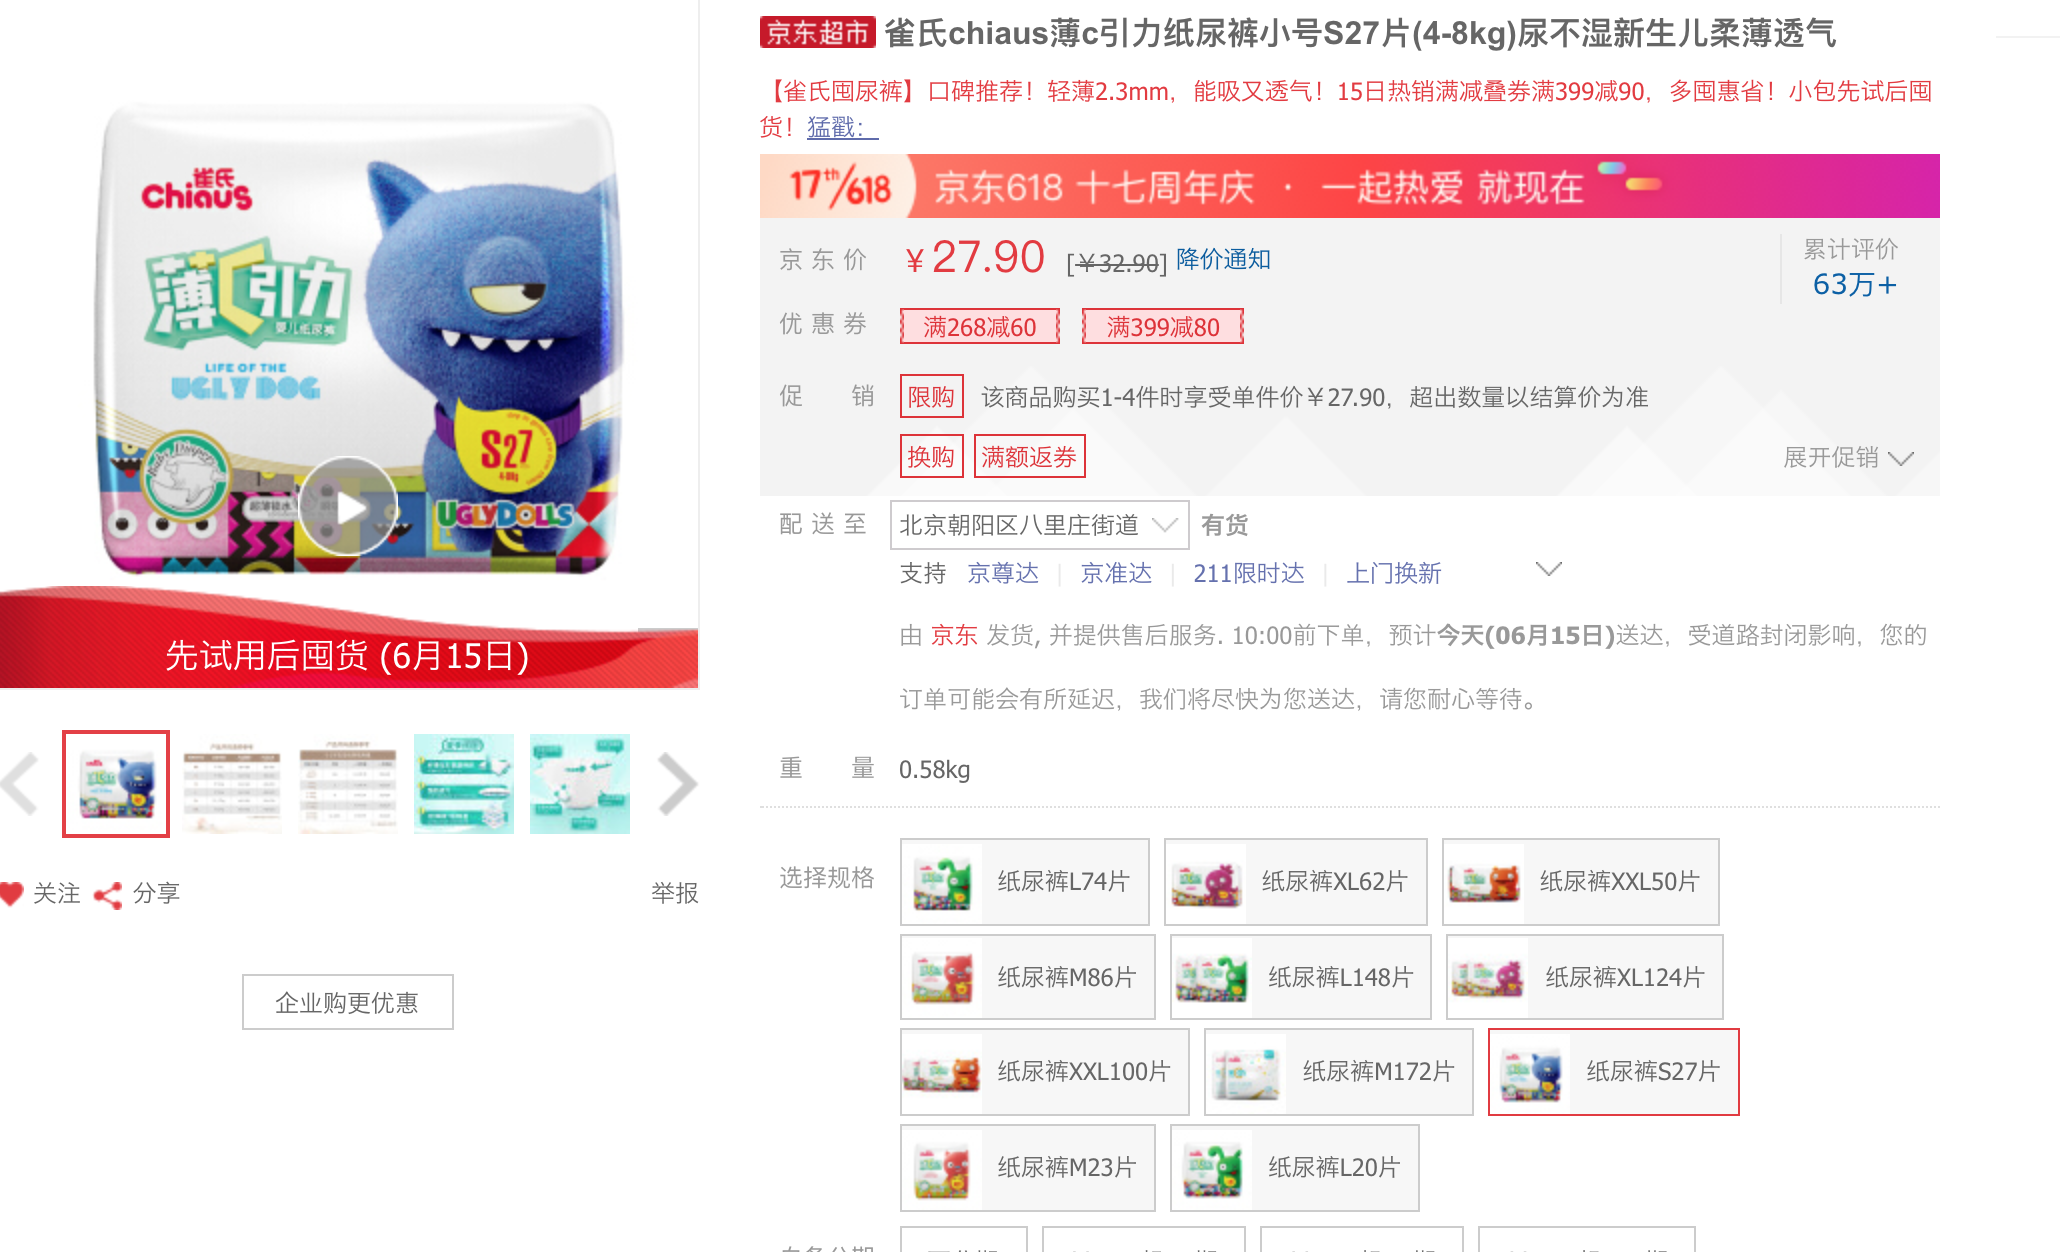 京东超市 雀氏chiaus薄c引力纸尿裤小号S27片(4-8kg)尿不湿新生儿柔薄透气
【雀氏囤尿裤】口碑推荐！轻薄2.3mm，能吸又透气！15日热销满减叠券满399减90，多囤惠省！小包先试后囤
货！猛戳：
17th/618 京东618 十七周年庆 · 一起热爱 就现在
京东价 ￥27.90 [￥32.90] 降价通知
累计评价
63万+
优惠券 满268减60 满399减80
促销 限购 该商品购买1-4件时享受单件价￥27.90，超出数量以结算价为准
换购 满额返券 展开促销
配送至 北京朝阳区八里庄街道 有货
支持 京尊达 京准达 211限时达 上门换新
由 京东 发货, 并提供售后服务. 10:00前下单，预计今天(06月15日)送达，受道路封闭影响，您的
订单可能会有所延迟，我们将尽快为您送达，请您耐心等待。
重量 0.58kg
选择规格 纸尿裤L74片 纸尿裤XL62片 纸尿裤XXL50片
纸尿裤M86片 纸尿裤L148片 纸尿裤XL124片
纸尿裤XXL100片 纸尿裤M172片 纸尿裤S27片
纸尿裤M23片 纸尿裤L20片
雀氏
Chiaus
薄C引力
婴儿纸尿裤
LIFE OF THE
UGLY DOG
S27
Baby Diapers
UGLYDOLLS
先试用后囤货 (6月15日)
关注 分享 举报
企业购更优惠